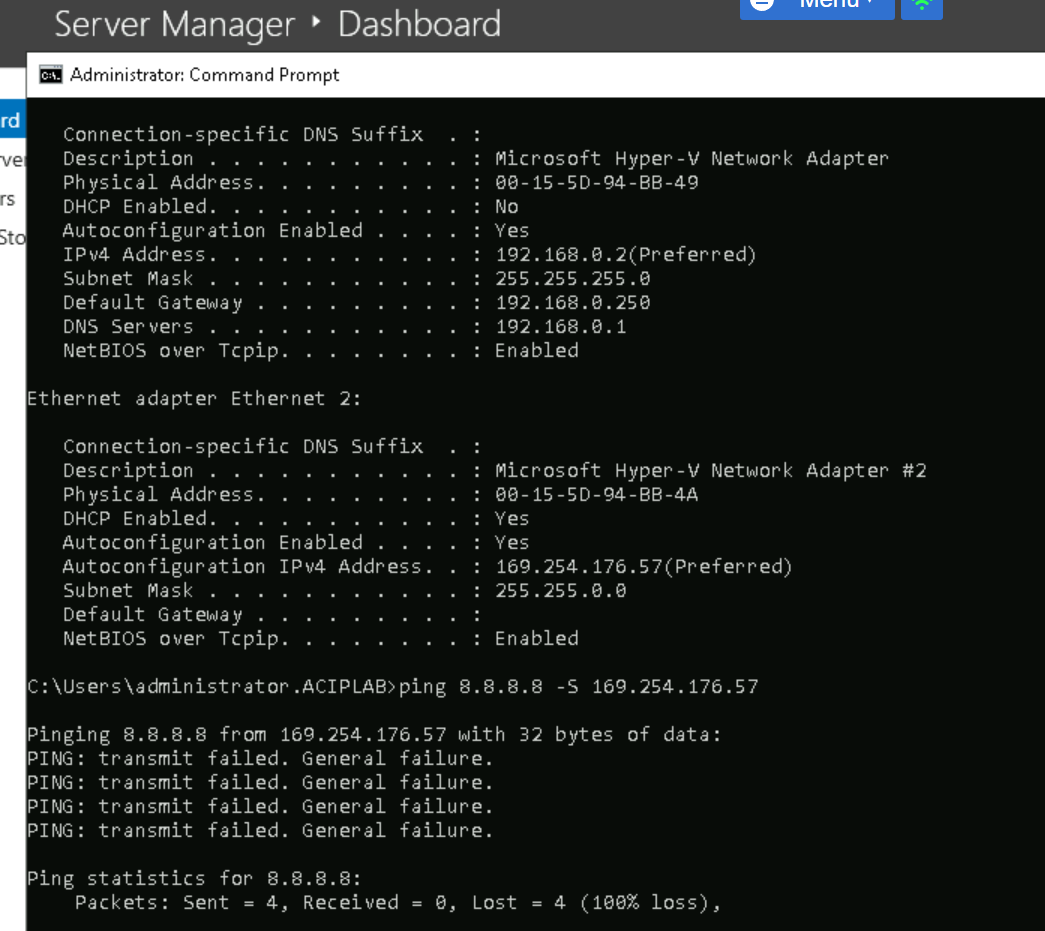 Server Manager ‣ Dashboard
Menu
Administrator: Command Prompt
rd
rver
rs
Sto
Connection-specific DNS Suffix  . :
Description . . . . . . . . . . . : Microsoft Hyper-V Network Adapter
Physical Address. . . . . . . . . : 00-15-5D-94-BB-49
DHCP Enabled. . . . . . . . . . . : No
Autoconfiguration Enabled . . . . : Yes
IPv4 Address. . . . . . . . . . . : 192.168.0.2(Preferred)
Subnet Mask . . . . . . . . . . . : 255.255.255.0
Default Gateway . . . . . . . . . : 192.168.0.250
DNS Servers . . . . . . . . . . . : 192.168.0.1
NetBIOS over Tcpip. . . . . . . . : Enabled
Ethernet adapter Ethernet 2:
Connection-specific DNS Suffix  . :
Description . . . . . . . . . . . : Microsoft Hyper-V Network Adapter #2
Physical Address. . . . . . . . . : 00-15-5D-94-BB-4A
DHCP Enabled. . . . . . . . . . . : Yes
Autoconfiguration Enabled . . . . : Yes
Autoconfiguration IPv4 Address. . : 169.254.176.57(Preferred)
Subnet Mask . . . . . . . . . . . : 255.255.0.0
Default Gateway . . . . . . . . . :
NetBIOS over Tcpip. . . . . . . . : Enabled
C:\Users\administrator.ACIPLAB>ping 8.8.8.8 -S 169.254.176.57
Pinging 8.8.8.8 from 169.254.176.57 with 32 bytes of data:
PING: transmit failed. General failure.
PING: transmit failed. General failure.
PING: transmit failed. General failure.
PING: transmit failed. General failure.
Ping statistics for 8.8.8.8:
Packets: Sent = 4, Received = 0, Lost = 4 (100% loss),